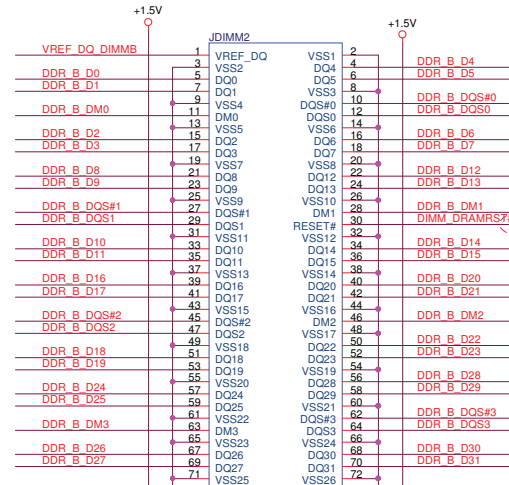 +1.5V +1.5V
JDIMM2
VREF_DQ_DIMMB 1 VREF_DQ VSS1 2
3 VSS2 DQ4 4 DDR_B_D4
DDR_B_D0 5 DQ0 DQ5 6 DDR_B_D5
DDR_B_D1 7 DQ1 VSS3 8
9 VSS4 DQS#0 10 DDR_B_DQS#0
DDR_B_DM0 11 DM0 DQS0 12 DDR_B_DQS0
13 VSS5 VSS6 14
DDR_B_D2 15 DQ2 DQ6 16 DDR_B_D6
DDR_B_D3 17 DQ3 DQ7 18 DDR_B_D7
19 VSS7 VSS8 20
DDR_B_D8 21 DQ8 DQ12 22 DDR_B_D12
DDR_B_D9 23 DQ9 DQ13 24 DDR_B_D13
25 VSS9 VSS10 26
DDR_B_DQS#1 27 DQS#1 DM1 28 DDR_B_DM1
DDR_B_DQS1 29 DQS1 RESET# 30
31 VSS11 VSS12 32
DDR_B_D10 33 DQ10 DQ14 34 DDR_B_D14
DDR_B_D11 35 DQ11 DQ15 36 DDR_B_D15
37 VSS13 VSS14 38
DDR_B_D16 39 DQ16 DQ20 40 DDR_B_D20
DDR_B_D17 41 DQ17 DQ21 42 DDR_B_D21
43 VSS15 VSS16 44
DDR_B_DQS#2 45 DQS#2 DM2 46 DDR_B_DM2
DDR_B_DQS2 47 DQS2 VSS17 48
49 VSS18 DQ22 50 DDR_B_D22
DDR_B_D18 51 DQ18 DQ23 52 DDR_B_D23
DDR_B_D19 53 DQ19 VSS19 54
55 VSS20 DQ28 56 DDR_B_D28
DDR_B_D24 57 DQ24 DQ29 58 DDR_B_D29
DDR_B_D25 59 DQ25 VSS21 60
61 VSS22 DQS#3 62 DDR_B_DQS#3
DDR_B_DM3 63 DM3 DQS3 64 DDR_B_DQS3
65 VSS23 VSS24 66
DDR_B_D26 67 DQ26 DQ30 68 DDR_B_D30
DDR_B_D27 69 DQ27 DQ31 70 DDR_B_D31
71 VSS25 VSS26 72